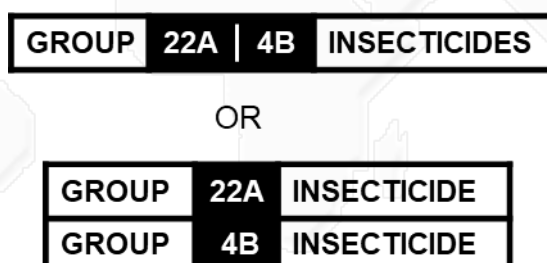 GROUP 22A | 4B INSECTICIDES
OR
GROUP 22A INSECTICIDE
GROUP 4B INSECTICIDE